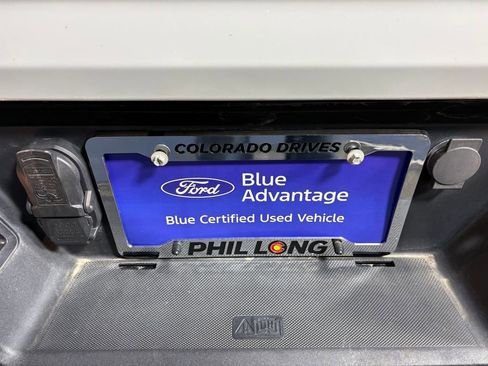 COLORADO DRIVES
Ford
Blue
Advantage
Blue Certified Used Vehicle
PHIL LONG